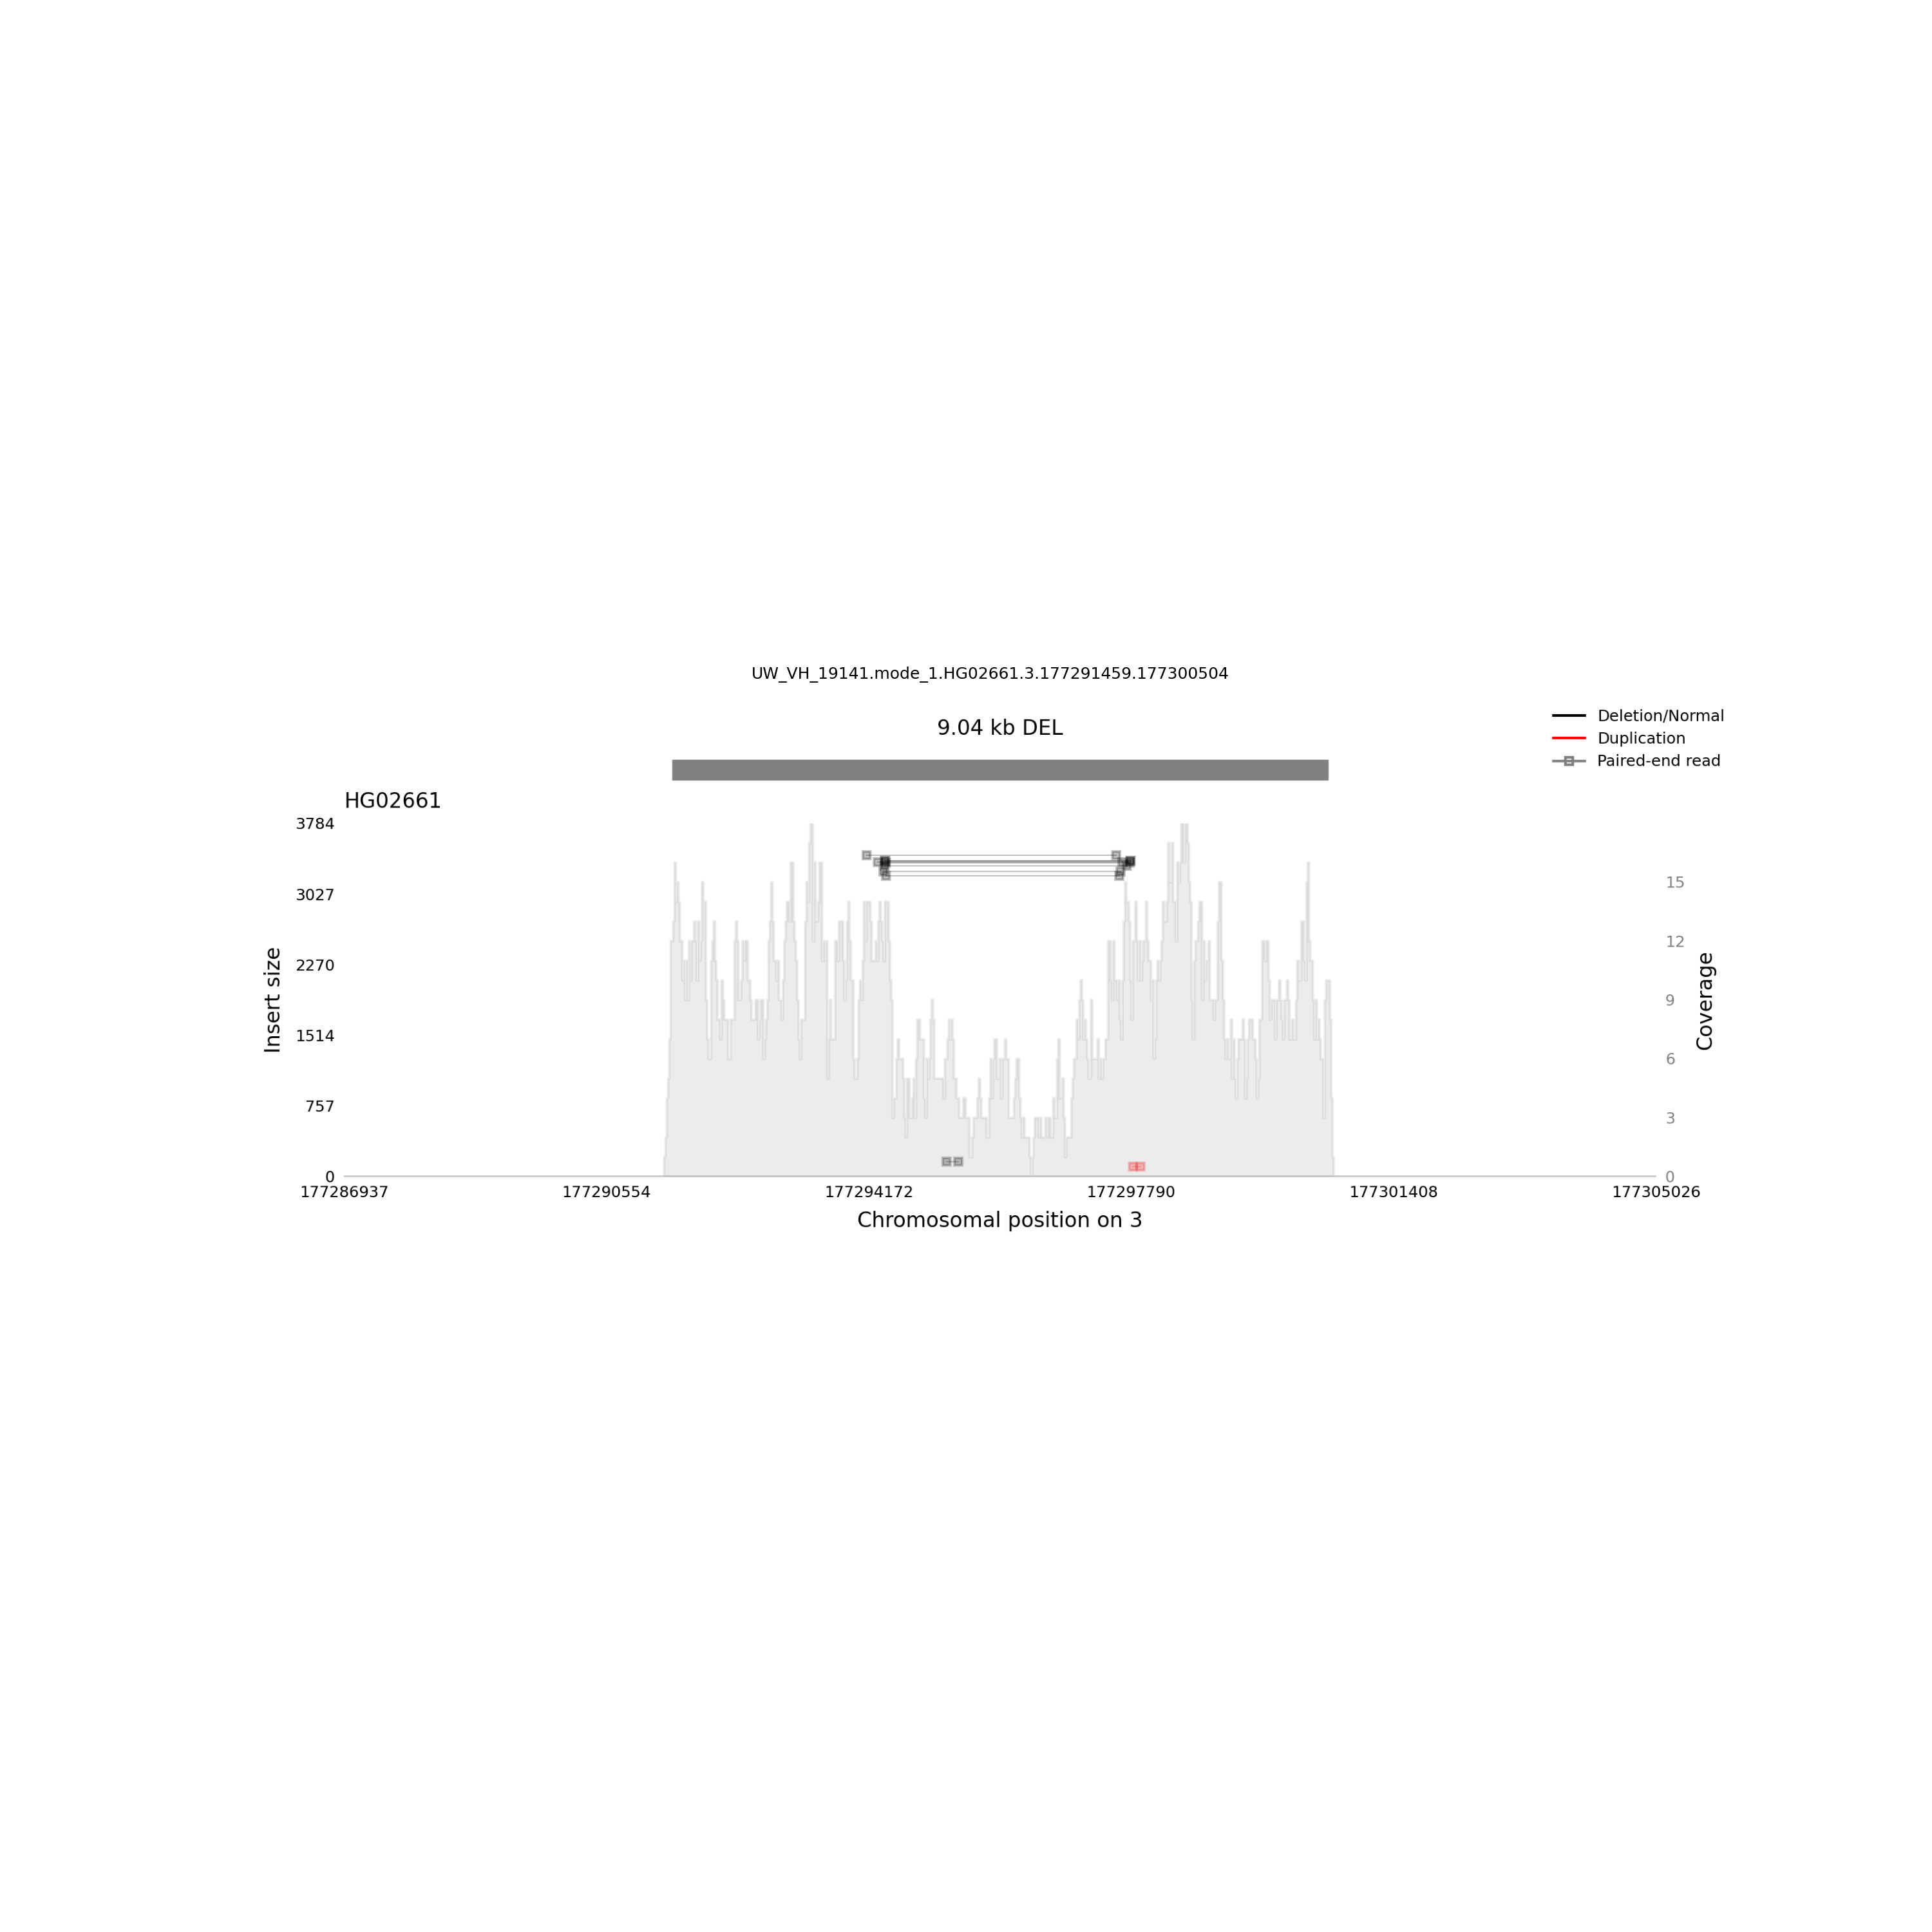 UW_VH_19141.mode_1.HG02661.3.177291459.177300504
9.04 kb DEL
Deletion/Normal
Duplication
Paired-end read
HG02661
3784
3027
2270
1514
757
0
Insert size
15
12
9
6
3
0
Coverage
177286937 177290554 177294172 177297790 177301408 177305026
Chromosomal position on 3